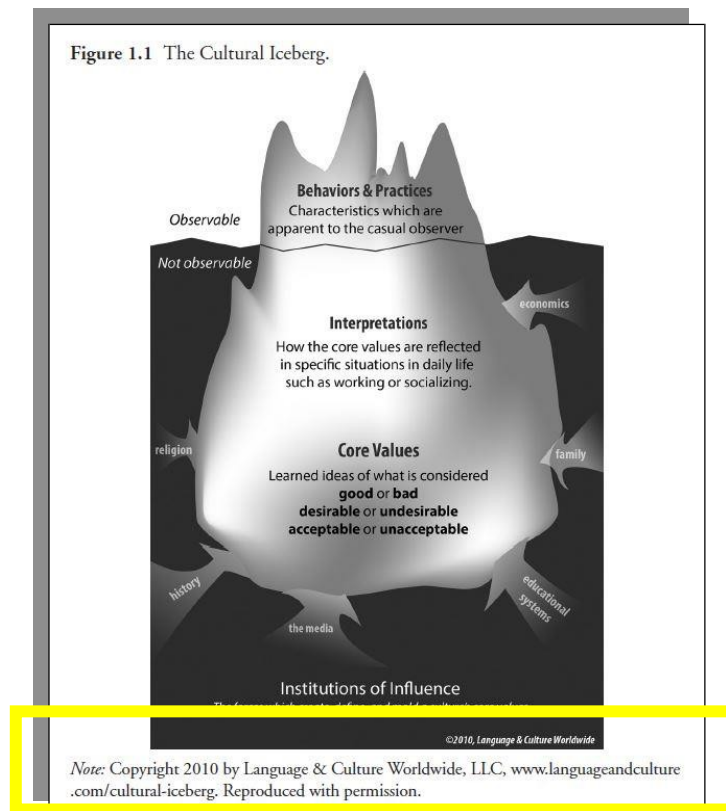 Figure 1.1 The Cultural Iceberg.
Behaviors & Practices
Characteristics which are
apparent to the casual observer
Observable
Not observable
economics
Interpretations
How the core values are reflected
in specific situations in daily life
such as working or socializing.
religion
family
Core Values
Learned ideas of what is considered
good or bad
desirable or undesirable
acceptable or unacceptable
history
educational
systems
the media
Institutions of Influence
©2010, Language & Culture Worldwide
Note: Copyright 2010 by Language & Culture Worldwide, LLC, www.languageandculture
.com/cultural-iceberg. Reproduced with permission.